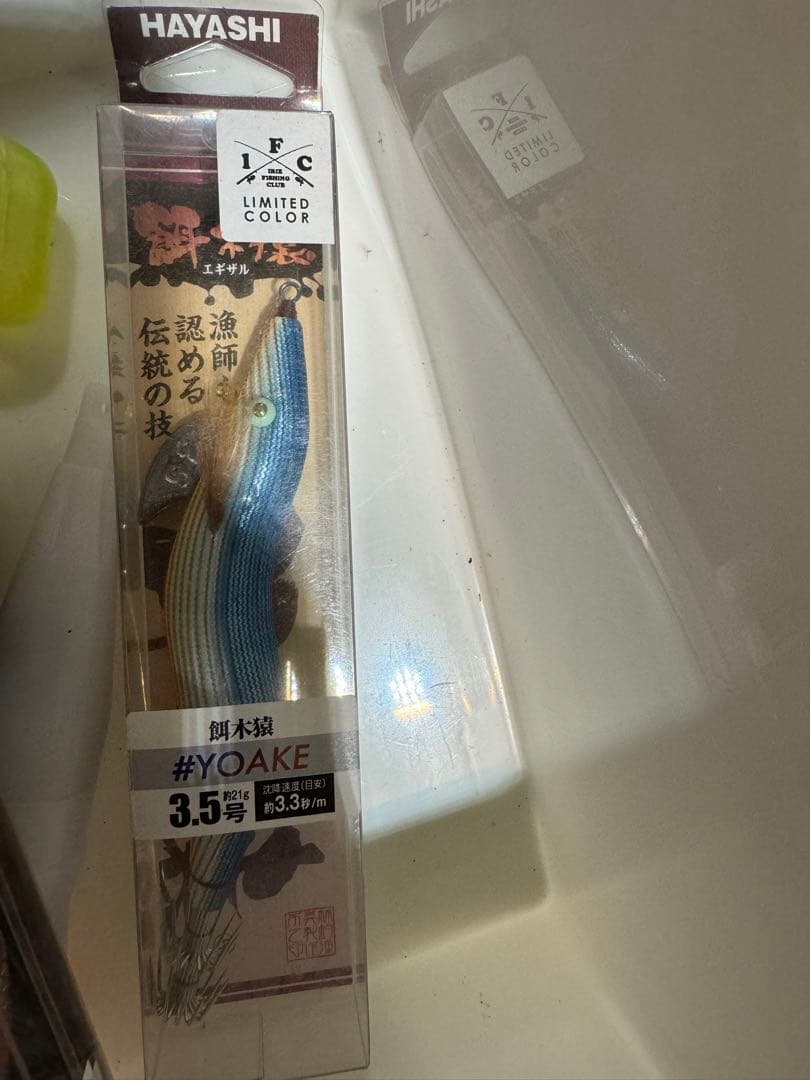 HAYASHI
I F C
IRIE
FISHING
CLUB
LIMITED
COLOR
餌木猿
エギザル
漁師も
認める
伝統の技
餌木猿
#YOAKE
3.5号
約21g
沈降速度(目安)
約3.3秒/m